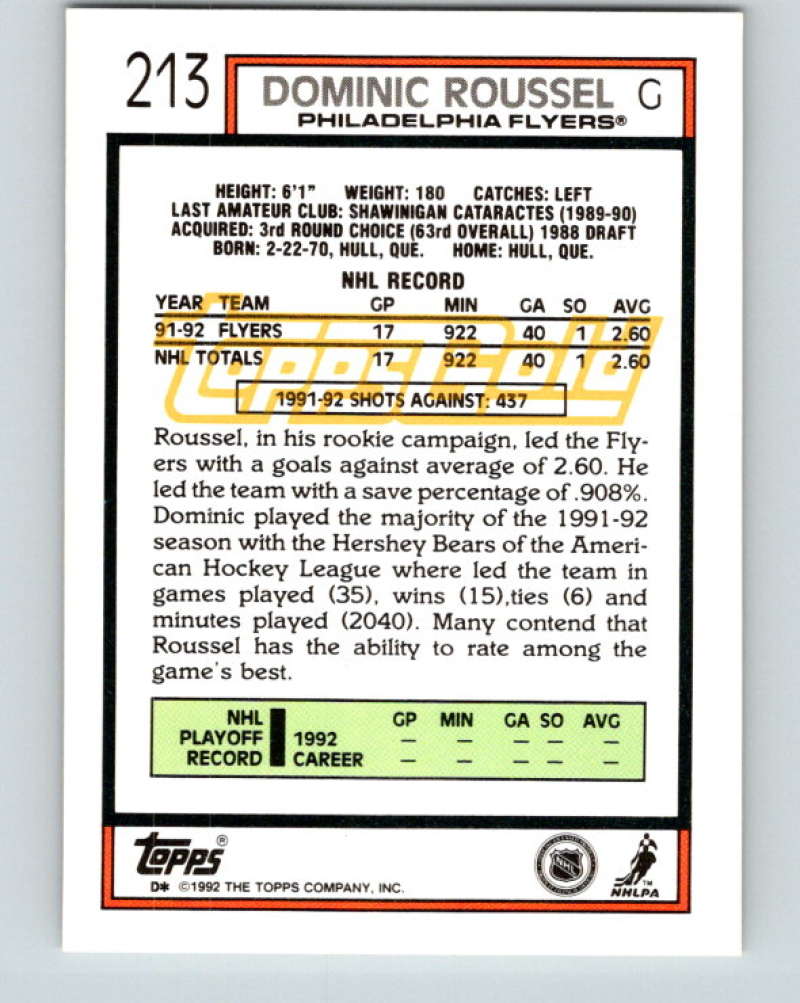 213 DOMINIC ROUSSEL G
PHILADELPHIA FLYERS®
HEIGHT: 6'1" WEIGHT: 180 CATCHES: LEFT
LAST AMATEUR CLUB: SHAWINIGAN CATARACTES (1989-90)
ACQUIRED: 3rd ROUND CHOICE (63rd OVERALL) 1988 DRAFT
BORN: 2-22-70, HULL, QUE. HOME: HULL, QUE.
NHL RECORD
YEAR TEAM GP MIN GA SO AVG
91-92 FLYERS 17 922 40 1 2.60
NHL TOTALS 17 922 40 1 2.60
ToppsGold
1991-92 SHOTS AGAINST: 437
Roussel, in his rookie campaign, led the Fly-
ers with a goals against average of 2.60. He
led the team with a save percentage of .908%.
Dominic played the majority of the 1991-92
season with the Hershey Bears of the Ameri-
can Hockey League where led the team in
games played (35), wins (15),ties (6) and
minutes played (2040). Many contend that
Roussel has the ability to rate among the
game's best.
NHL GP MIN GA SO AVG
PLAYOFF 1992 — — — — —
RECORD CAREER — — — — —
Topps®
D* ©1992 THE TOPPS COMPANY, INC.
NHL
™
NHLPA